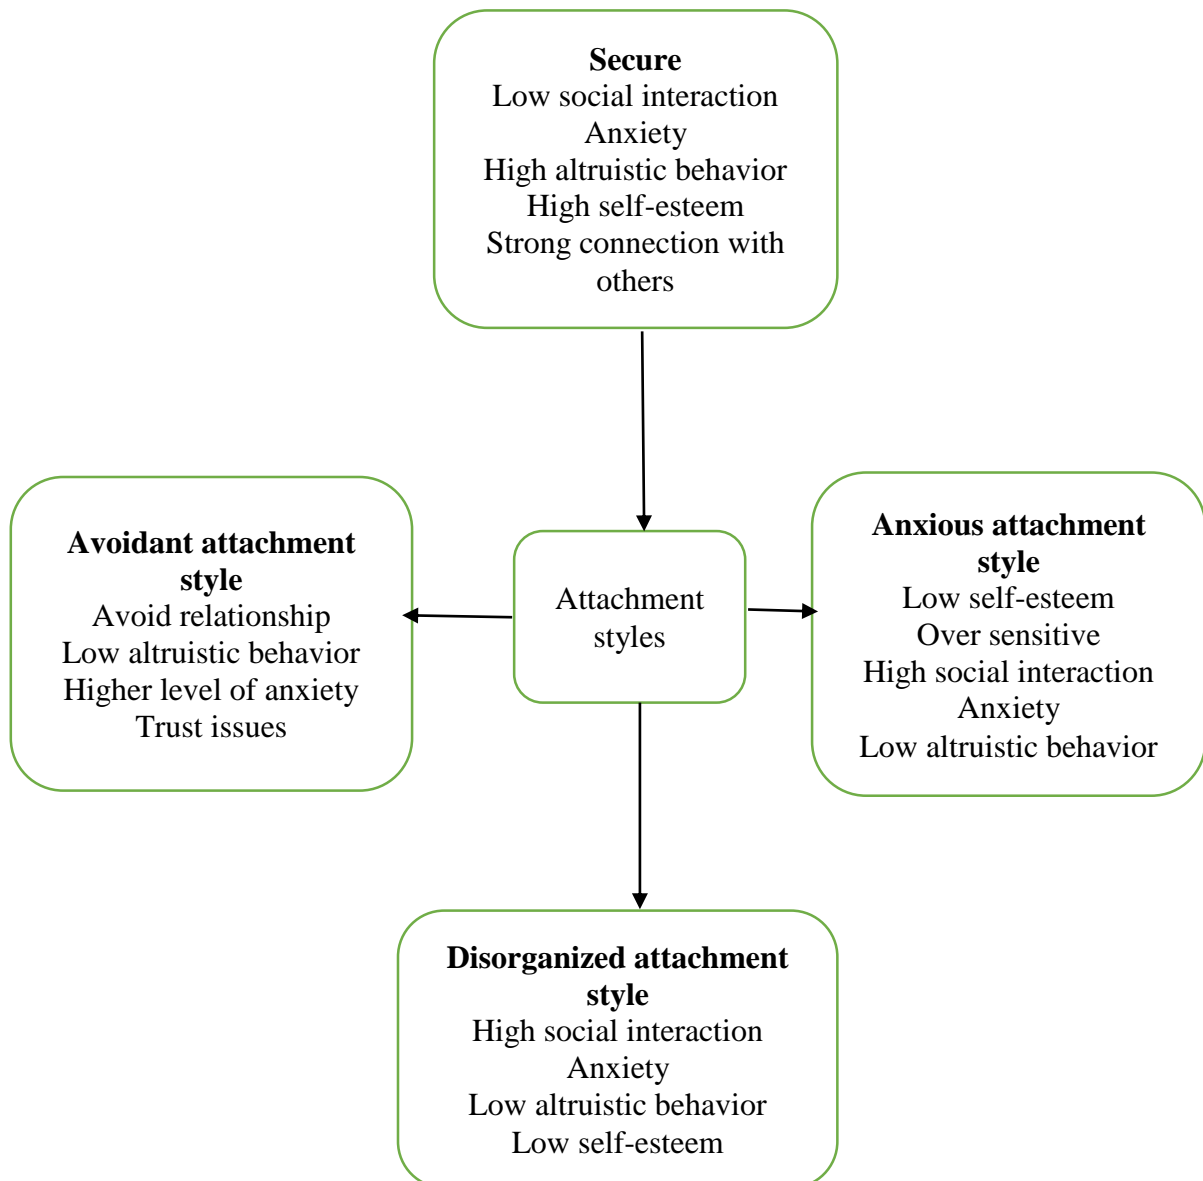 Secure
Low social interaction
Anxiety
High altruistic behavior
High self-esteem
Strong connection with
others
Avoidant attachment
style
Avoid relationship
Low altruistic behavior
Higher level of anxiety
Trust issues
Attachment
styles
Anxious attachment
style
Low self-esteem
Over sensitive
High social interaction
Anxiety
Low altruistic behavior
Disorganized attachment
style
High social interaction
Anxiety
Low altruistic behavior
Low self-esteem